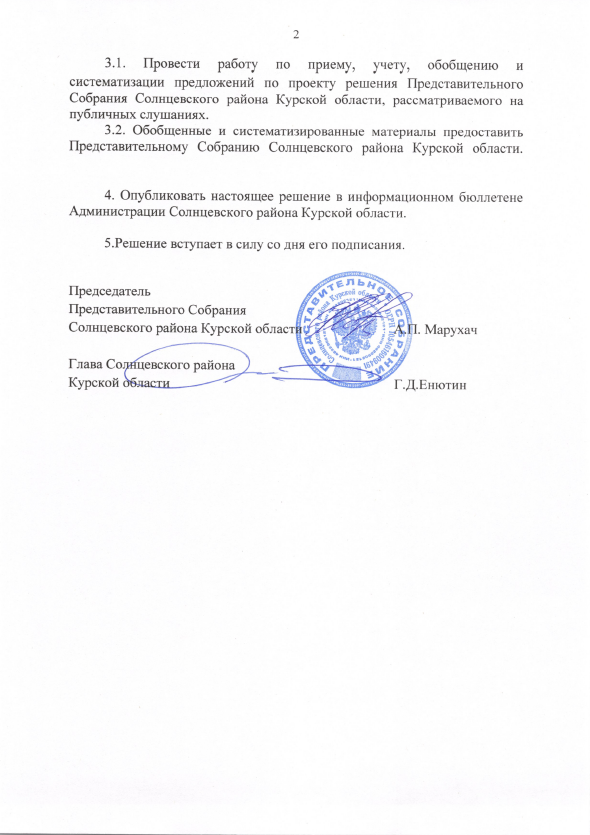 2
3.1. Провести работу по приему, учету, обобщению и
систематизации предложений по проекту решения Представительного
Собрания Солнцевского района Курской области, рассматриваемого на
публичных слушаниях.
3.2. Обобщенные и систематизированные материалы предоставить
Представительному Собранию Солнцевского района Курской области.
4. Опубликовать настоящее решение в информационном бюллетене
Администрации Солнцевского района Курской области.
5.Решение вступает в силу со дня его подписания.
Председатель
Представительного Собрания
Солнцевского района Курской области А.П. Марухач
ПРЕДСТАВИТЕЛЬНОЕ СОБРАНИЕ
Солнцевского района Курской области
Глава Солнцевского района
Курской области Г.Д.Енютин